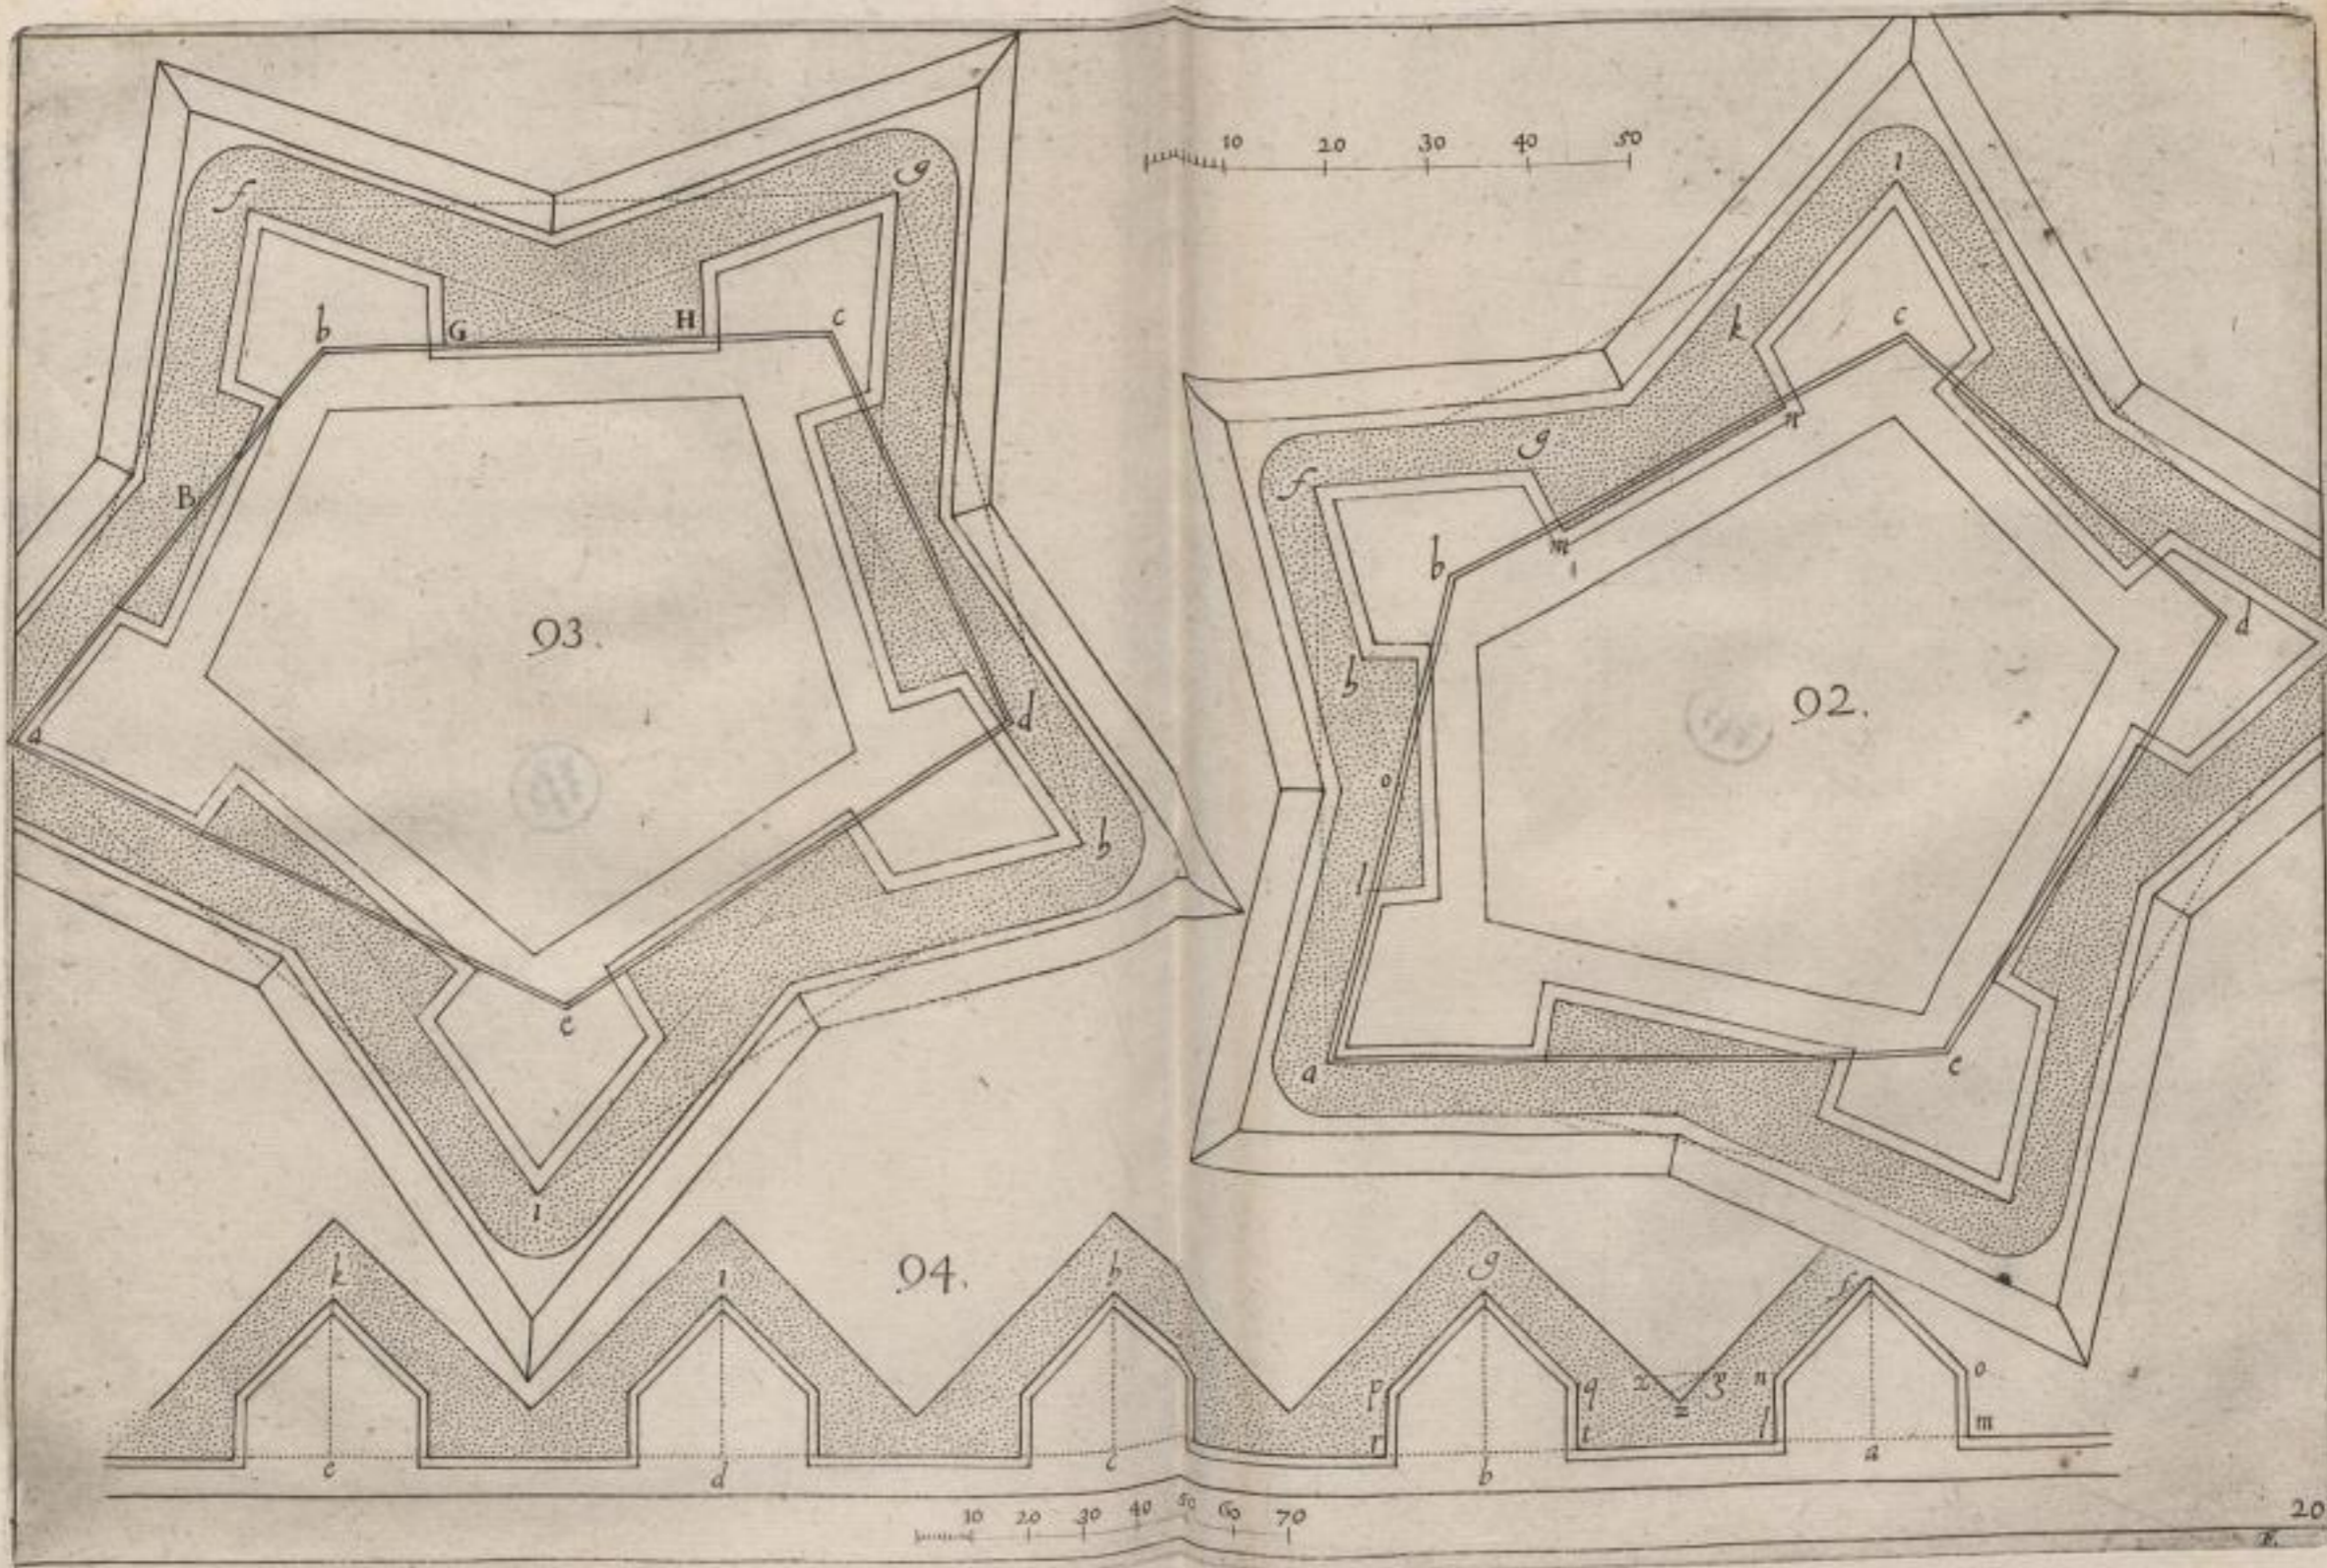 10 20 30 40 50
f g
b G H c
B
93.
a d
b
e
i
i
k c
n
g
f
m
b
d
b
92.
o
l
a e
94.
k i b g f
p q x y n o
z
r t l m
e d c b a
10 20 30 40 50 60 70
20